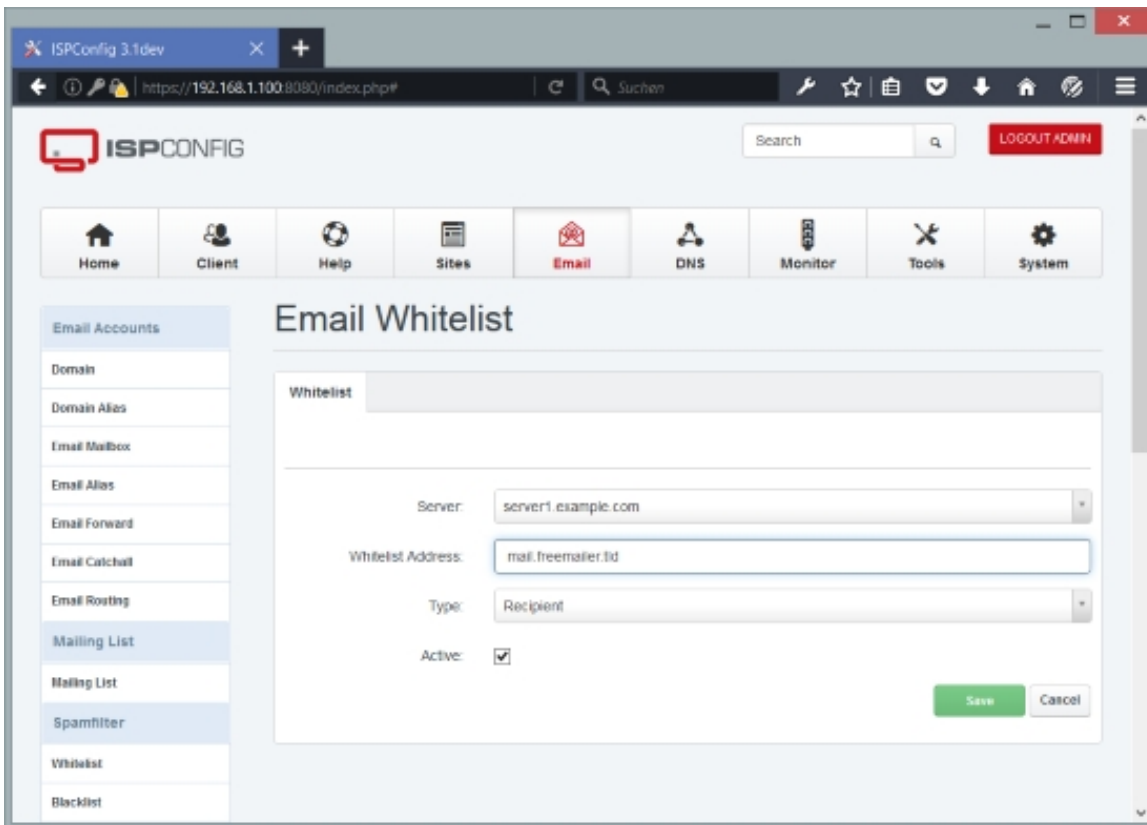 ISPConfig 3.1dev
https://192.168.1.100:8080/index.php#
Suchen
ISPCONFIG
Search
LOGOUT ADMIN
Home
Client
Help
Sites
Email
DNS
Monitor
Tools
System
Email Accounts
Domain
Domain Alias
Email Mailbox
Email Alias
Email Forward
Email Catchall
Email Routing
Mailing List
Mailing List
Spamfilter
Whitelist
Blacklist
Email Whitelist
Whitelist
Server: server1.example.com
Whitelist Address: mail.freemailer.tld
Type: Recipient
Active:
Save Cancel